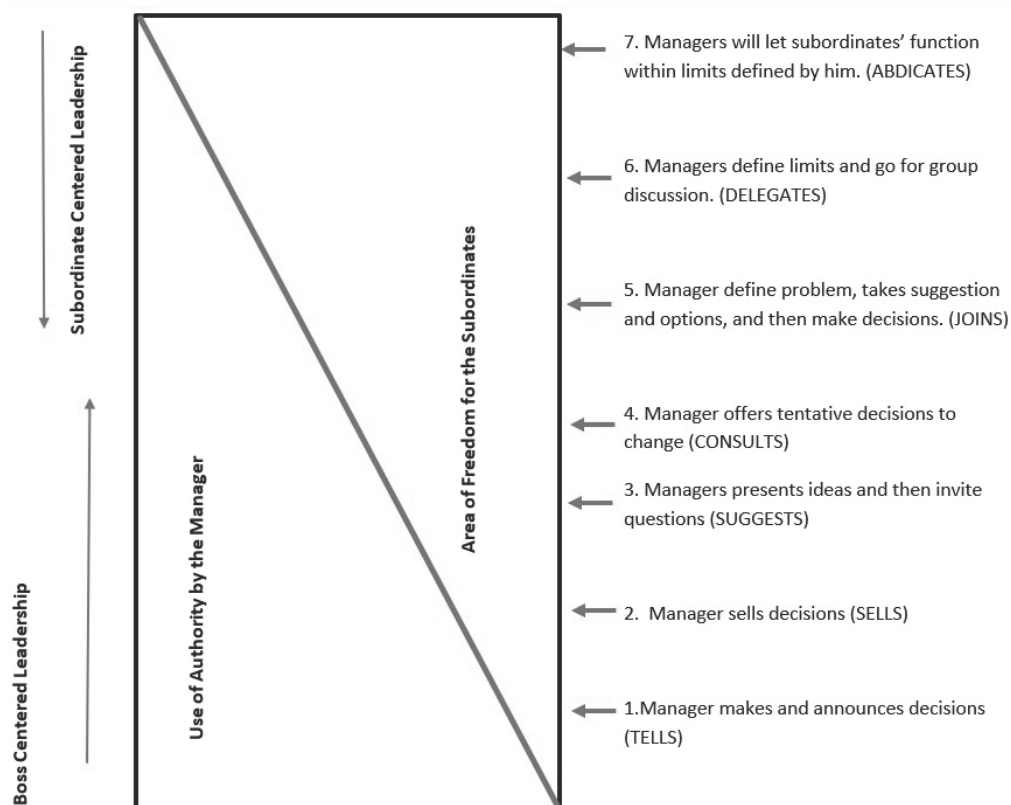 Subordinate Centered Leadership
Boss Centered Leadership
Use of Authority by the Manager
Area of Freedom for the Subordinates
7. Managers will let subordinates’ function
within limits defined by him. (ABDICATES)
6. Managers define limits and go for group
discussion. (DELEGATES)
5. Manager define problem, takes suggestion
and options, and then make decisions. (JOINS)
4. Manager offers tentative decisions to
change (CONSULTS)
3. Managers presents ideas and then invite
questions (SUGGESTS)
2. Manager sells decisions (SELLS)
1.Manager makes and announces decisions
(TELLS)